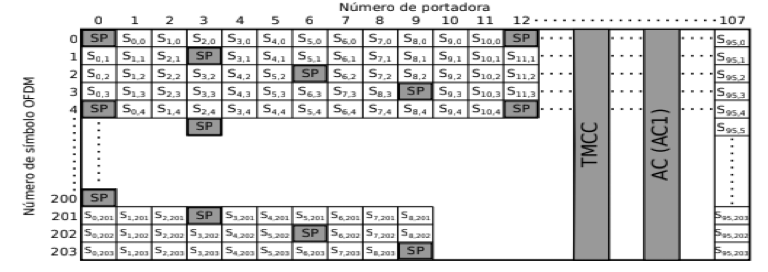 Número de portadora
0 1 2 3 4 5 6 7 8 9 10 11 12 107
Número de símbolo OFDM
0 SP S0,0 S1,0 S2,0 S3,0 S4,0 S5,0 S6,0 S7,0 S8,0 S9,0 S10,0 SP S95,0
1 S0,1 S1,1 S2,1 SP S3,1 S4,1 S5,1 S6,1 S7,1 S8,1 S9,1 S10,1 S11,1 S95,1
2 S0,2 S1,2 S2,2 S3,2 S4,2 S5,2 SP S6,2 S7,2 S8,2 S9,2 S10,2 S11,2 S95,2
3 S0,3 S1,3 S2,3 S3,3 S4,3 S5,3 S6,3 S7,3 S8,3 SP S9,3 S10,3 S11,3 S95,3
4 SP S0,4 S1,4 S2,4 S3,4 S4,4 S5,4 S6,4 S7,4 S8,4 S9,4 S10,4 SP S95,4
SP S95,5
TMCC
AC (AC1)
200 SP
201 S0,201 S1,201 S2,201 SP S3,201 S4,201 S5,201 S6,201 S7,201 S8,201 S95,203
202 S0,202 S1,202 S2,202 S3,202 S4,202 S5,202 SP S6,202 S7,202 S8,202 S95,202
203 S0,203 S1,203 S2,203 S3,203 S4,203 S5,203 S6,203 S7,203 S8,203 SP S95,203